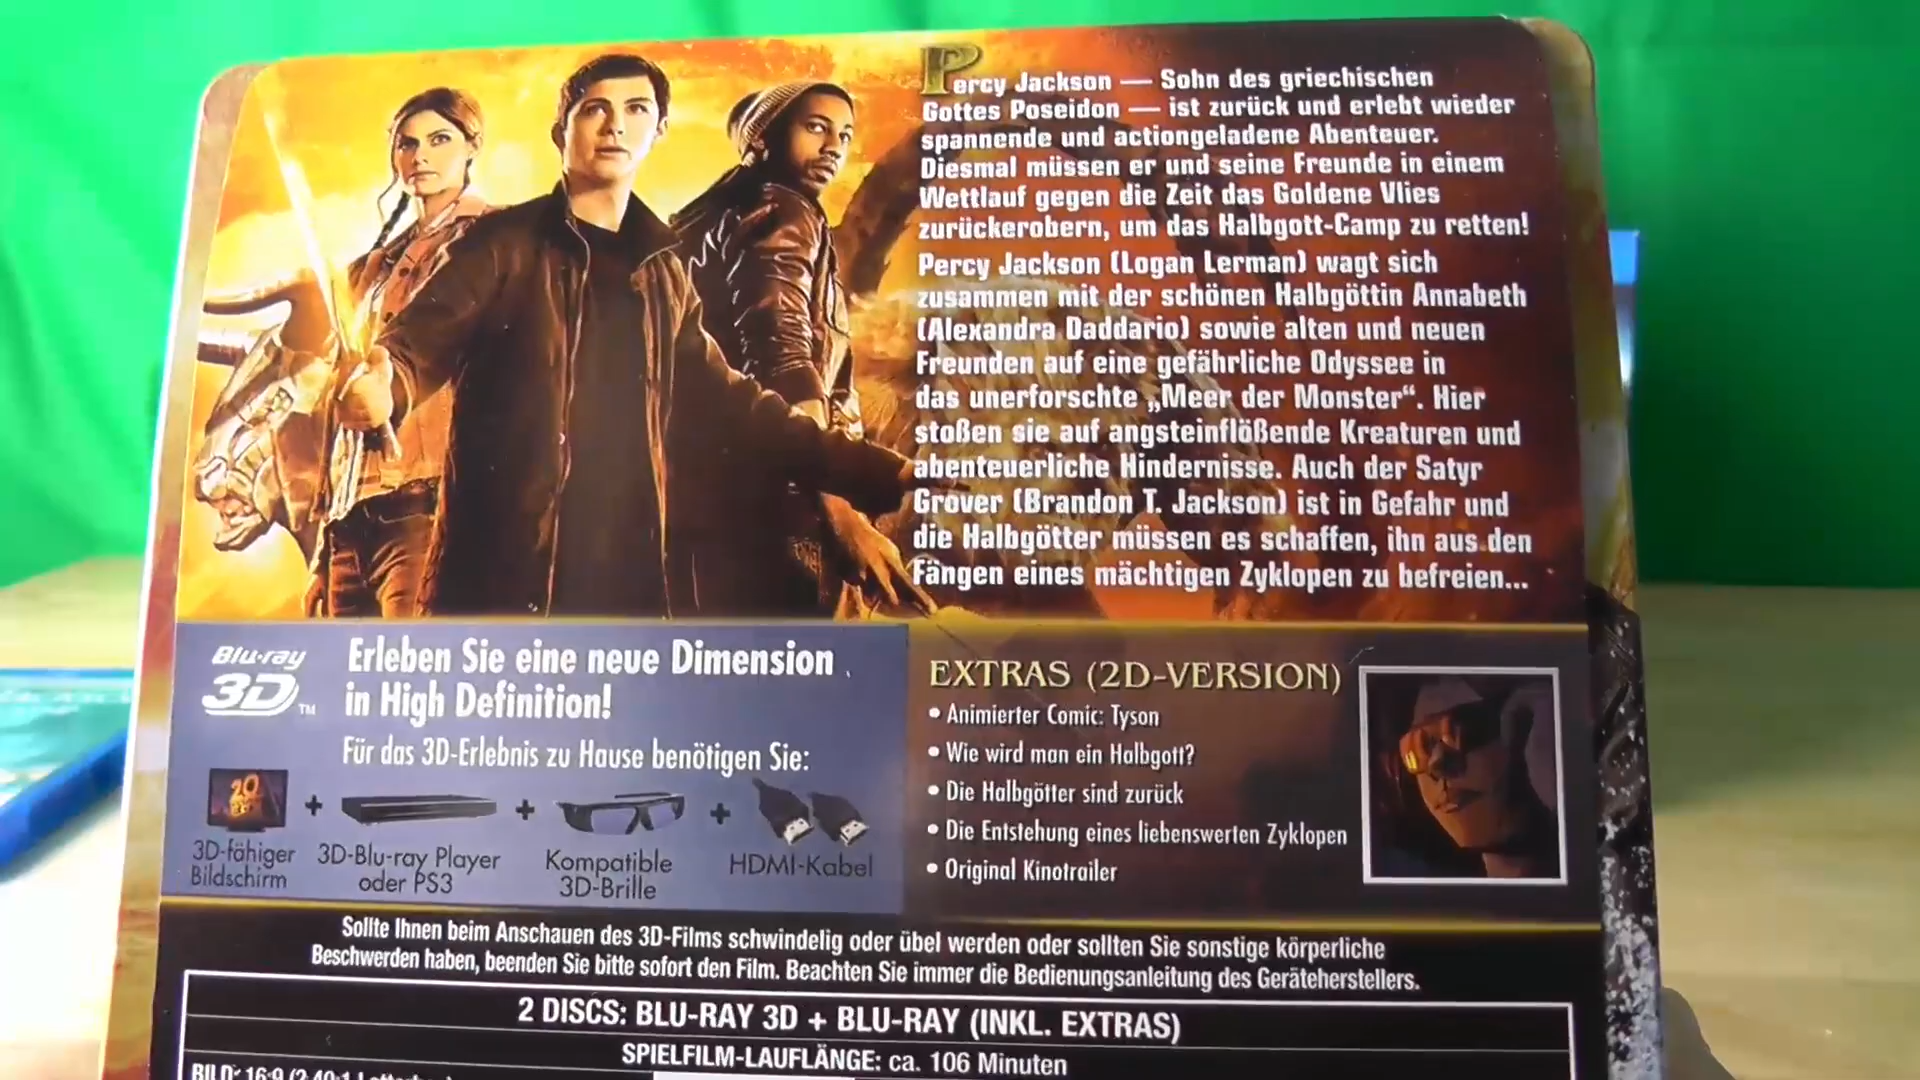 Percy Jackson — Sohn des griechischen
Gottes Poseidon — ist zurück und erlebt wieder
spannende und actiongeladene Abenteuer.
Diesmal müssen er und seine Freunde in einem
Wettlauf gegen die Zeit das Goldene Vlies
zurückerobern, um das Halbgott-Camp zu retten!
Percy Jackson (Logan Lerman) wagt sich
zusammen mit der schönen Halbgöttin Annabeth
(Alexandra Daddario) sowie alten und neuen
Freunden auf eine gefährliche Odyssee in
das unerforschte „Meer der Monster“. Hier
stoßen sie auf angsteinflößende Kreaturen und
abenteuerliche Hindernisse. Auch der Satyr
Grover (Brandon T. Jackson) ist in Gefahr und
die Halbgötter müssen es schaffen, ihn aus den
Fängen eines mächtigen Zyklopen zu befreien...
Blu-ray
3D™
Erleben Sie eine neue Dimension
in High Definition!
Für das 3D-Erlebnis zu Hause benötigen Sie:
20
+ + +
3D-fähiger
Bildschirm
3D-Blu-ray Player
oder PS3
Kompatible
3D-Brille
HDMI-Kabel
EXTRAS (2D-VERSION)
• Animierter Comic: Tyson
• Wie wird man ein Halbgott?
• Die Halbgötter sind zurück
• Die Entstehung eines liebenswerten Zyklopen
• Original Kinotrailer
Sollte Ihnen beim Anschauen des 3D-Films schwindelig oder übel werden oder sollten Sie sonstige körperliche
Beschwerden haben, beenden Sie bitte sofort den Film. Beachten Sie immer die Bedienungsanleitung des Geräteherstellers.
2 DISCS: BLU-RAY 3D + BLU-RAY (INKL. EXTRAS)
SPIELFILM-LAUFLÄNGE: ca. 106 Minuten
BILD: 16:9 (2.40:1